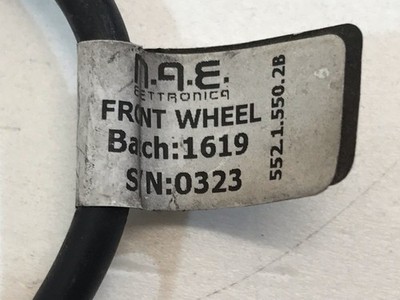 M.A.E.
ELETTRONICA
FRONT WHEEL
Bach:1619
S/N:0323
552.1.550.2B